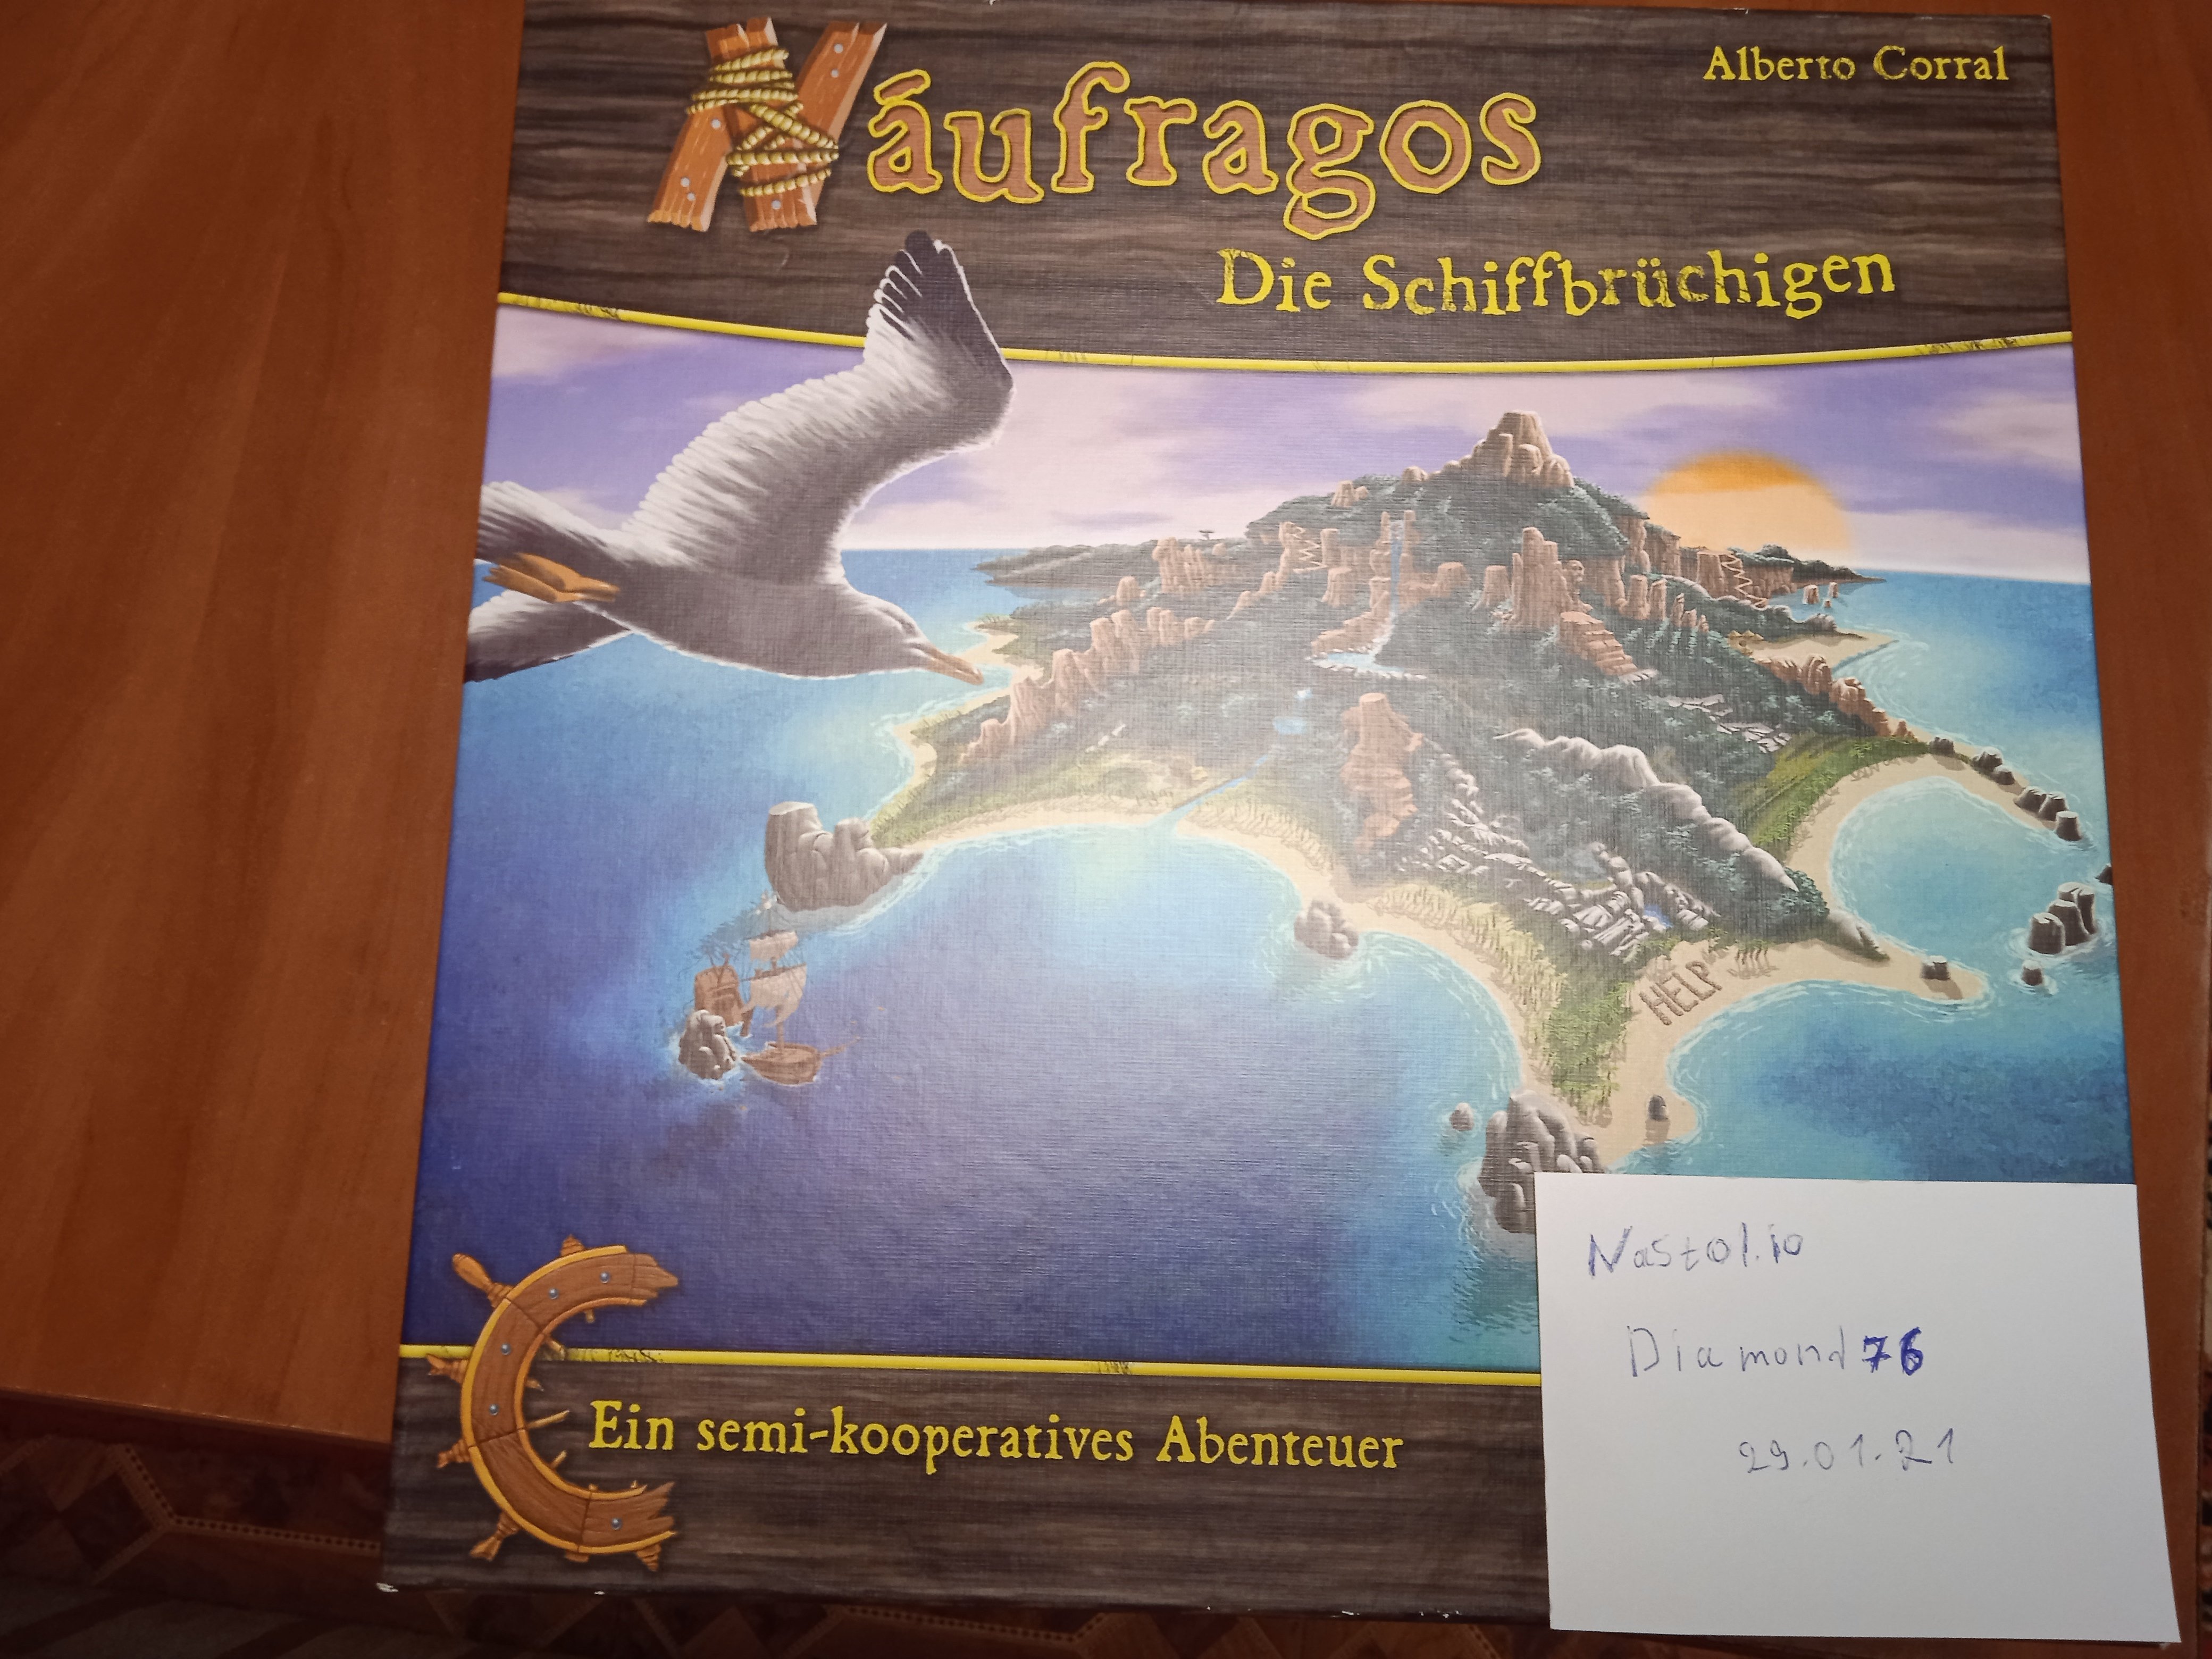 Alberto Corral
Náufragos
Die Schiffbrüchigen
HELP
Ein semi-kooperatives Abenteuer
Nastol.io
Diamond76
29.01.21